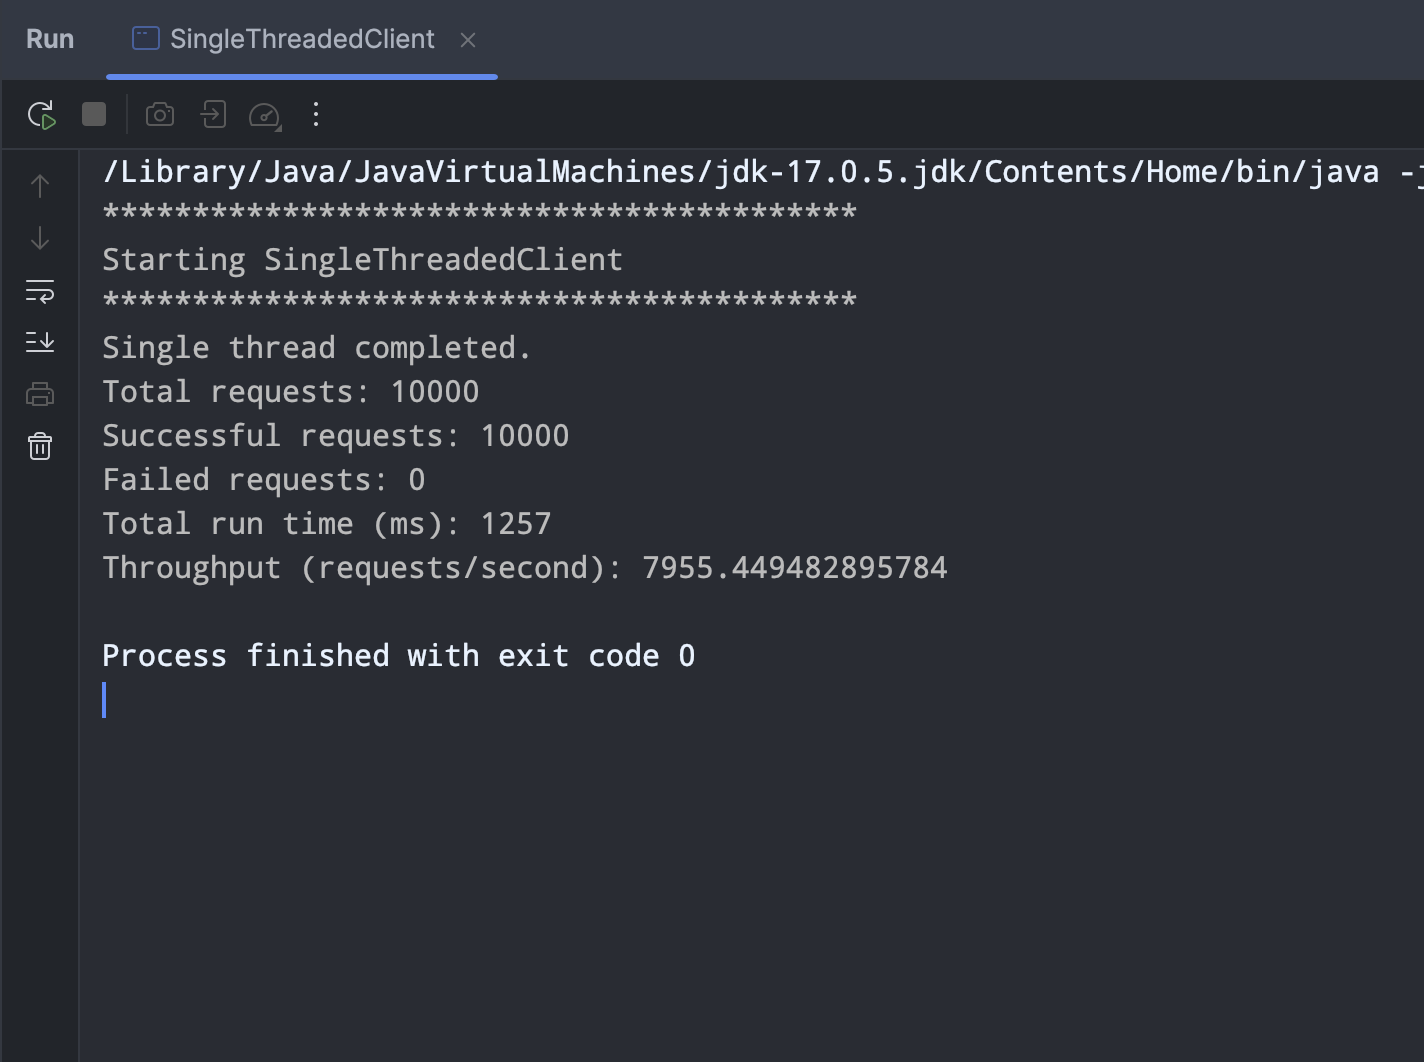 Run SingleThreadedClient
/Library/Java/JavaVirtualMachines/jdk-17.0.5.jdk/Contents/Home/bin/java -j
******************************************
Starting SingleThreadedClient
******************************************
Single thread completed.
Total requests: 10000
Successful requests: 10000
Failed requests: 0
Total run time (ms): 1257
Throughput (requests/second): 7955.449482895784
Process finished with exit code 0